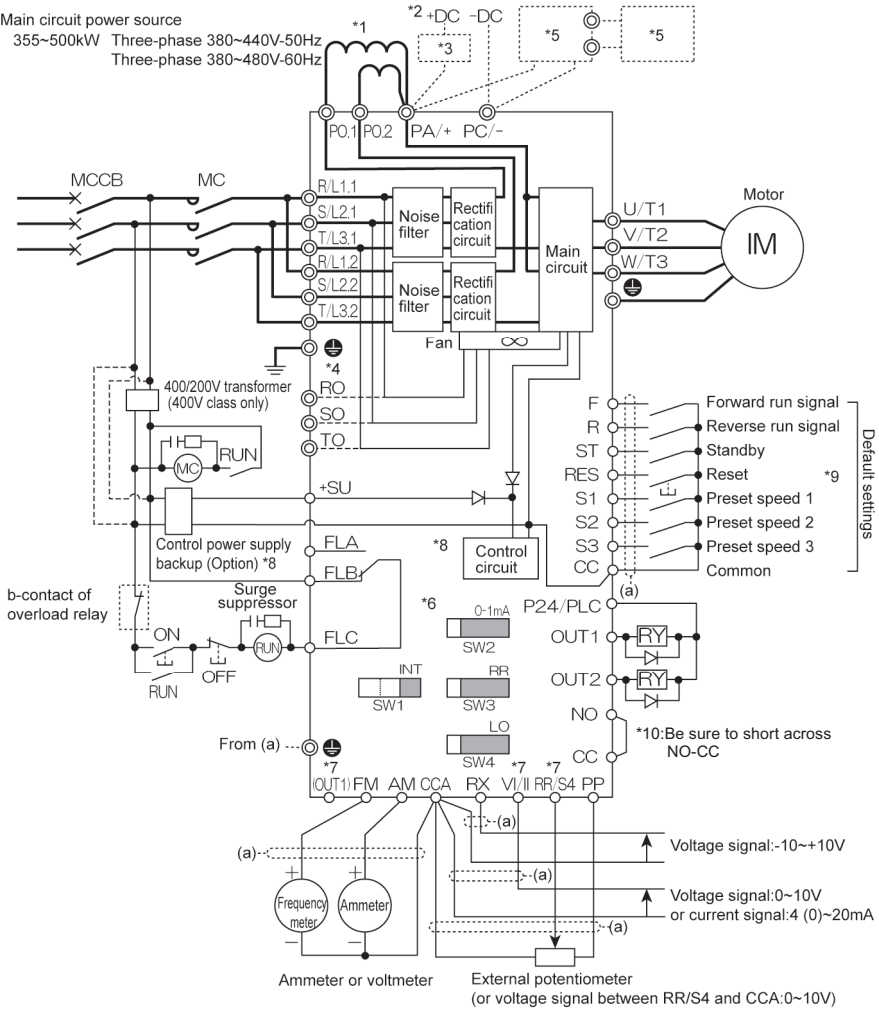 Main circuit power source
355~500kW Three-phase 380~440V-50Hz
Three-phase 380~480V-60Hz
*1
*2 +DC -DC
*3
*5
*5
PO.1 PO.2 PA/+ PC/-
MCCB
MC
R/L1.1
S/L2.1
T/L3.1
R/L1.2
S/L2.2
T/L3.2
Noise
filter
Rectifi
cation
circuit
Noise
filter
Rectifi
cation
circuit
Main
circuit
Fan
U/T1
V/T2
W/T3
Motor
IM
*4
RO
SO
TO
400/200V transformer
(400V class only)
MC
RUN
+SU
Control power supply
backup (Option) *8
FLA
FLB
FLC
*8
Control
circuit
b-contact of
overload relay
Surge
suppressor
ON
OFF
RUN
RUN
F
R
ST
RES
S1
S2
S3
CC
(a)
Forward run signal
Reverse run signal
Standby
Reset
Preset speed 1
Preset speed 2
Preset speed 3
Common
*9
Default settings
P24/PLC
OUT1
RY
OUT2
RY
NO
CC
*10:Be sure to short across
NO-CC
*6
0-1mA
SW2
INT
SW1
RR
SW3
LO
SW4
From (a)
*7 *7 *7
(OUT1) FM AM CCA RX VI/II RR/S4 PP
(a)
(a)
(a)
(a)
Voltage signal:-10~+10V
Voltage signal:0~10V
or current signal:4 (0)~20mA
+
Frequency
meter
−
+
Ammeter
−
Ammeter or voltmeter
External potentiometer
(or voltage signal between RR/S4 and CCA:0~10V)